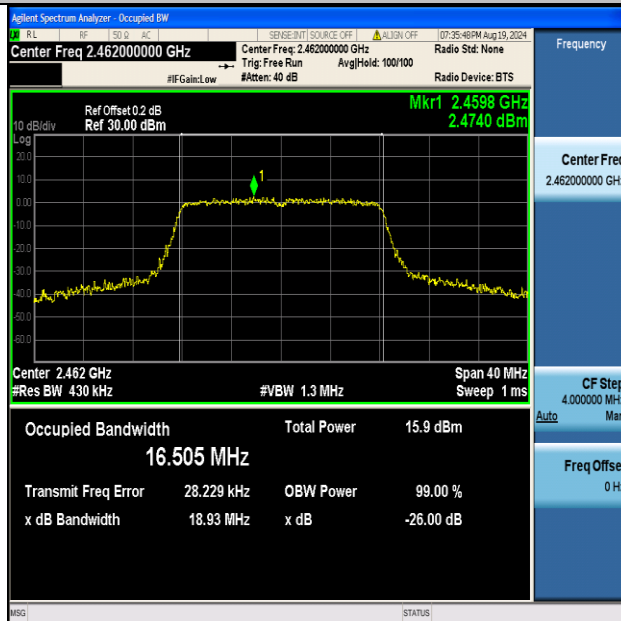 Agilent Spectrum Analyzer - Occupied BW
RL RF 50 Ω AC SENSE:INT SOURCE OFF ALIGN OFF 07:35:48PM Aug 19, 2024
Center Freq 2.462000000 GHz Center Freq: 2.462000000 GHz Radio Std: None
Trig: Free Run Avg|Hold: 100/100
#IFGain:Low #Atten: 40 dB Radio Device: BTS
Frequency
Mkr1 2.4598 GHz
2.4740 dBm
Ref Offset 0.2 dB
10 dB/div Ref 30.00 dBm
Log
20.0
10.0
0.00
-10.0
-20.0
-30.0
-40.0
-50.0
-60.0
1
Center 2.462 GHz Span 40 MHz
#Res BW 430 kHz #VBW 1.3 MHz Sweep 1 ms
Occupied Bandwidth Total Power 15.9 dBm
16.505 MHz
Transmit Freq Error 28.229 kHz OBW Power 99.00 %
x dB Bandwidth 18.93 MHz x dB -26.00 dB
Center Freq
2.462000000 GHz
CF Step
4.000000 MHz
Auto Man
Freq Offset
0 Hz
MSG STATUS